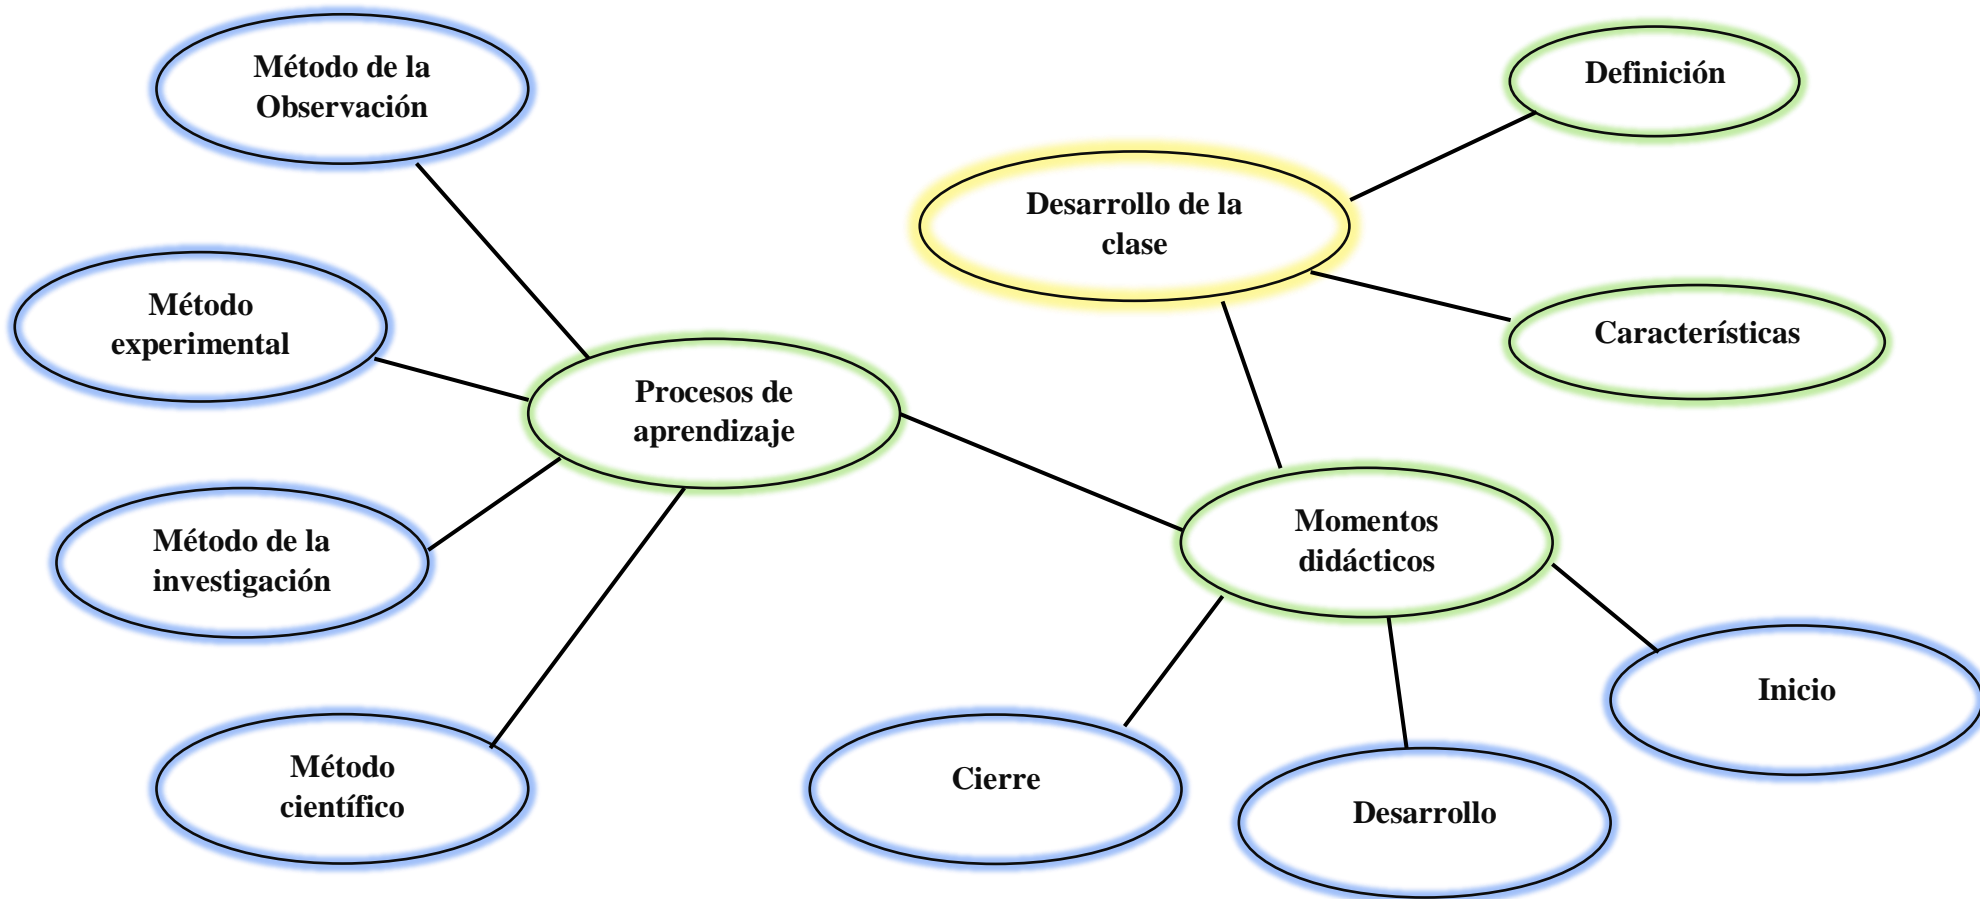 Método de la
Observación
Definición
Desarrollo de la
clase
Método
experimental
Característísticas
Procesos de
aprendizaje
Método de la
investigación
Momentos
didácticos
Inicio
Método
científico
Cierre
Desarrollo